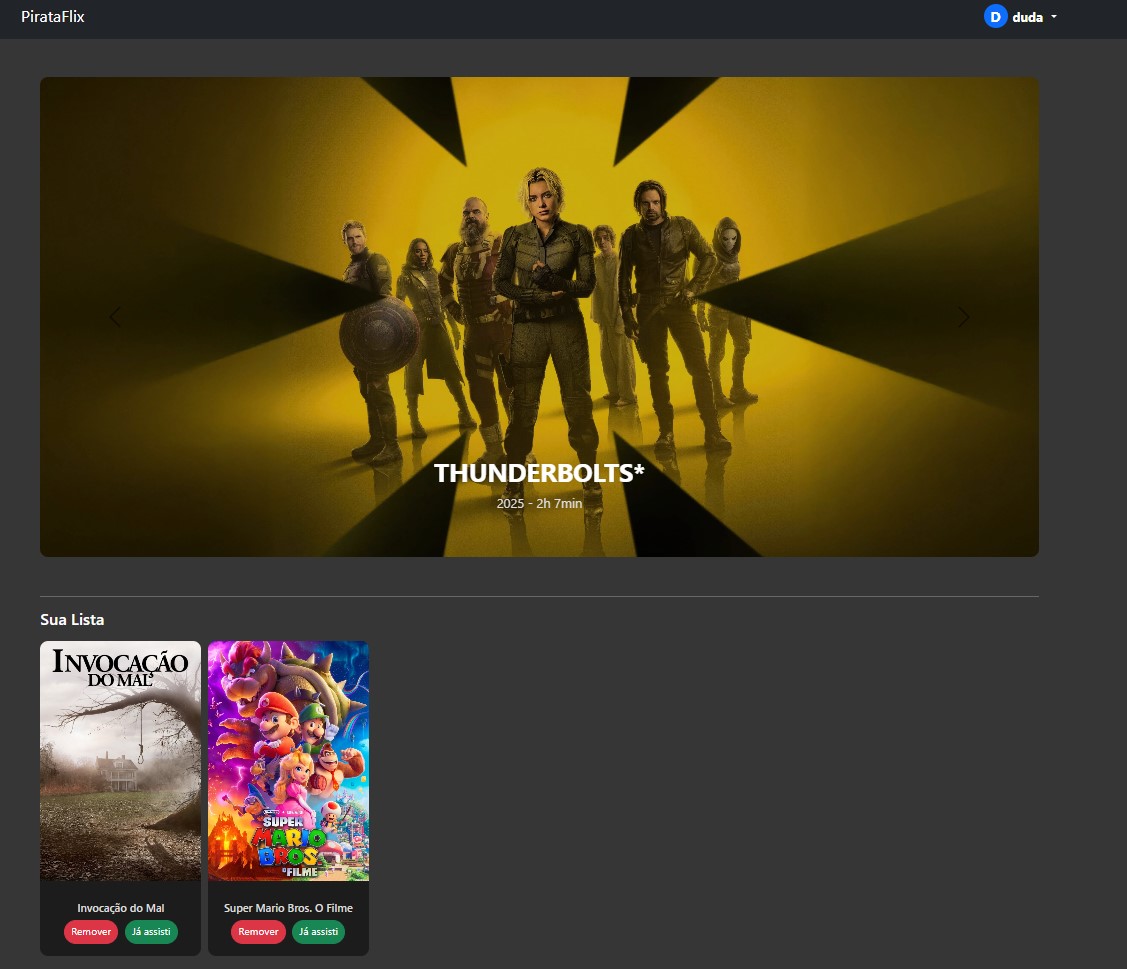 PirataFlix
D duda
THUNDERBOLTS*
2025 - 2h 7min
Sua Lista
INVOCAÇÃO
DO MAL
SUPER
MARIO
BROS
O FILME
Invocação do Mal
Remover Já assisti
Super Mario Bros. O Filme
Remover Já assisti